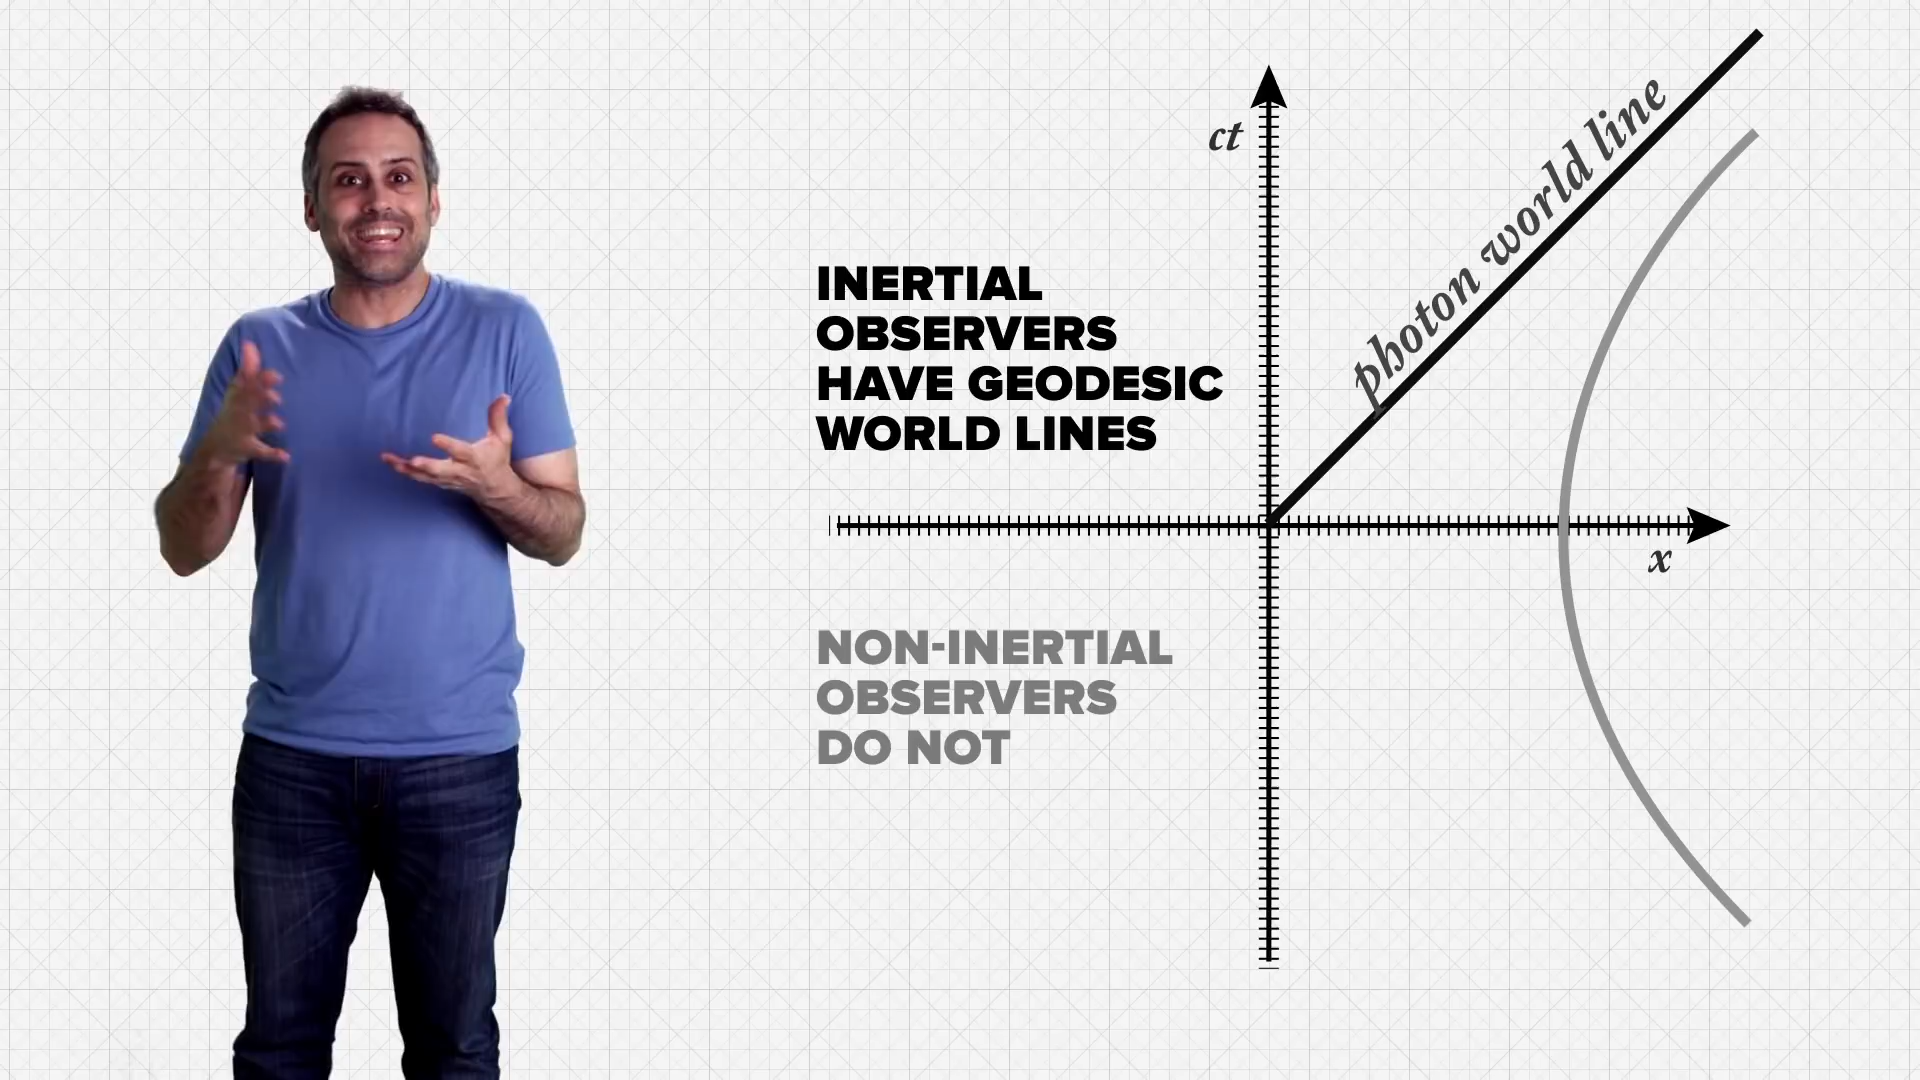 INERTIAL
OBSERVERS
HAVE GEODESIC
WORLD LINES
NON-INERTIAL
OBSERVERS
DO NOT
ct
photon world line
x